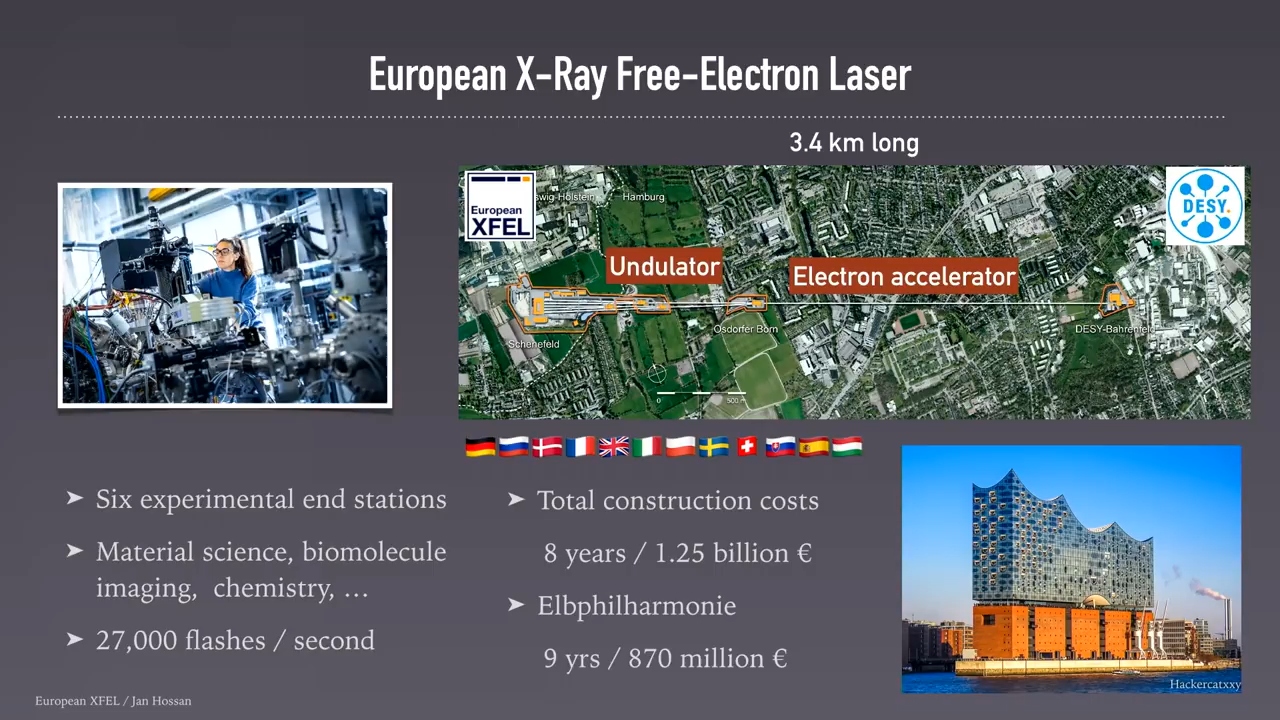 European X-Ray Free-Electron Laser
3.4 km long
European
XFEL
swig-Holstein
Hamburg
DESY.
Undulator
Electron accelerator
Schenefeld
Osdorfer Born
DESY-Bahrenfeld
0
500 m
➤ Six experimental end stations
➤ Material science, biomolecule
imaging, chemistry, …
➤ 27,000 flashes / second
➤ Total construction costs
8 years / 1.25 billion €
➤ Elbphilharmonie
9 yrs / 870 million €
Hackercatxxy
European XFEL / Jan Hossan